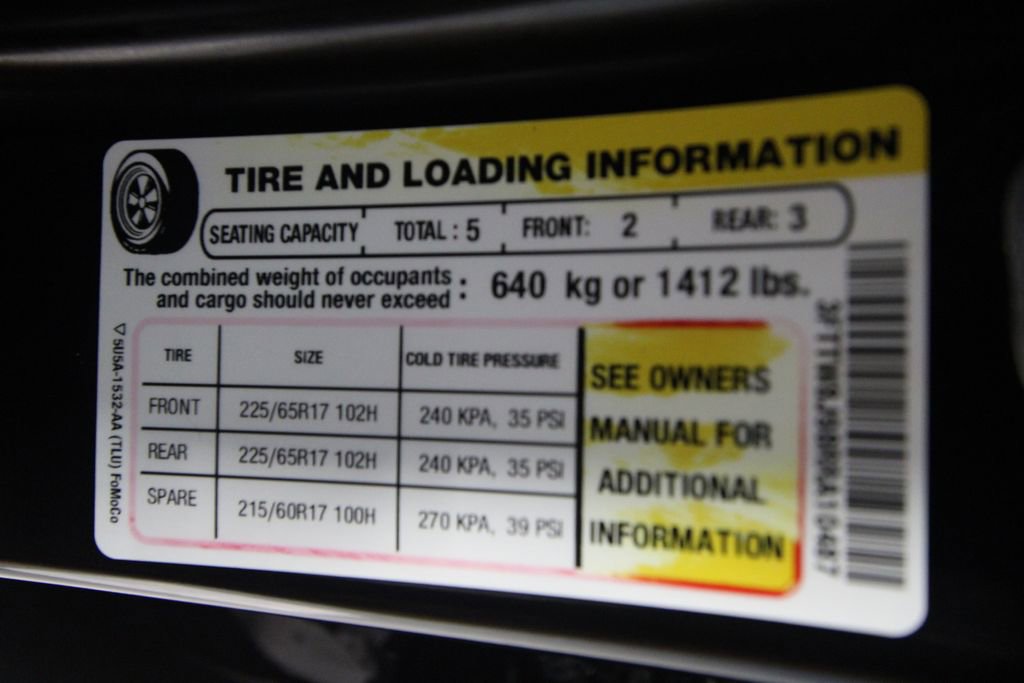 TIRE AND LOADING INFORMATION
SEATING CAPACITY TOTAL : 5 FRONT: 2 REAR: 3
The combined weight of occupants
and cargo should never exceed : 640 kg or 1412 lbs.
TIRE SIZE COLD TIRE PRESSURE
FRONT 225/65R17 102H 240 KPA, 35 PSI
REAR 225/65R17 102H 240 KPA, 35 PSI
SPARE 215/60R17 100H 270 KPA, 39 PSI
SEE OWNERS
MANUAL FOR
ADDITIONAL
INFORMATION
5U5A-1532-AA (TLU) FoMoCo